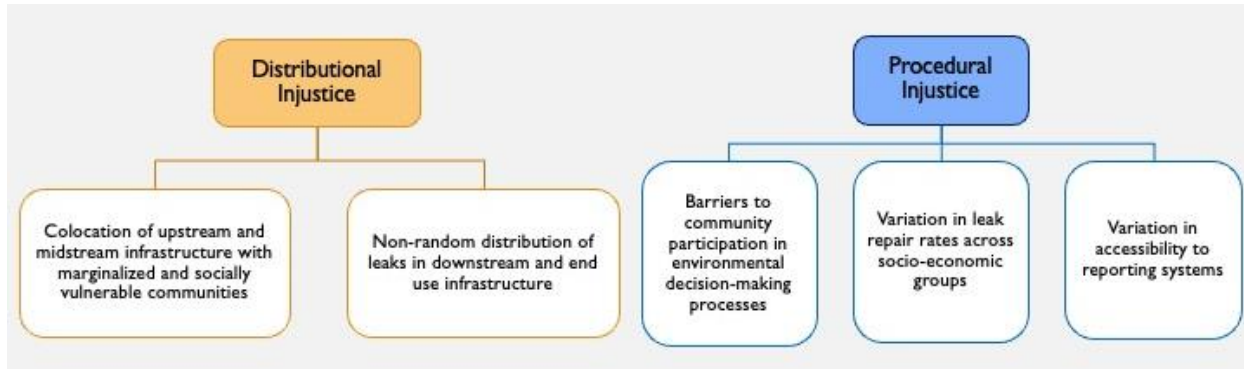 Distributional
Injustice
Colocation of upstream and
midstream infrastructure with
marginalized and socially
vulnerable communities
Non-random distribution of
leaks in downstream and end
use infrastructure
Procedural
Injustice
Barriers to
community
participation in
environmental
decision-making
processes
Variation in leak
repair rates across
socio-economic
groups
Variation in
accessibility to
reporting systems